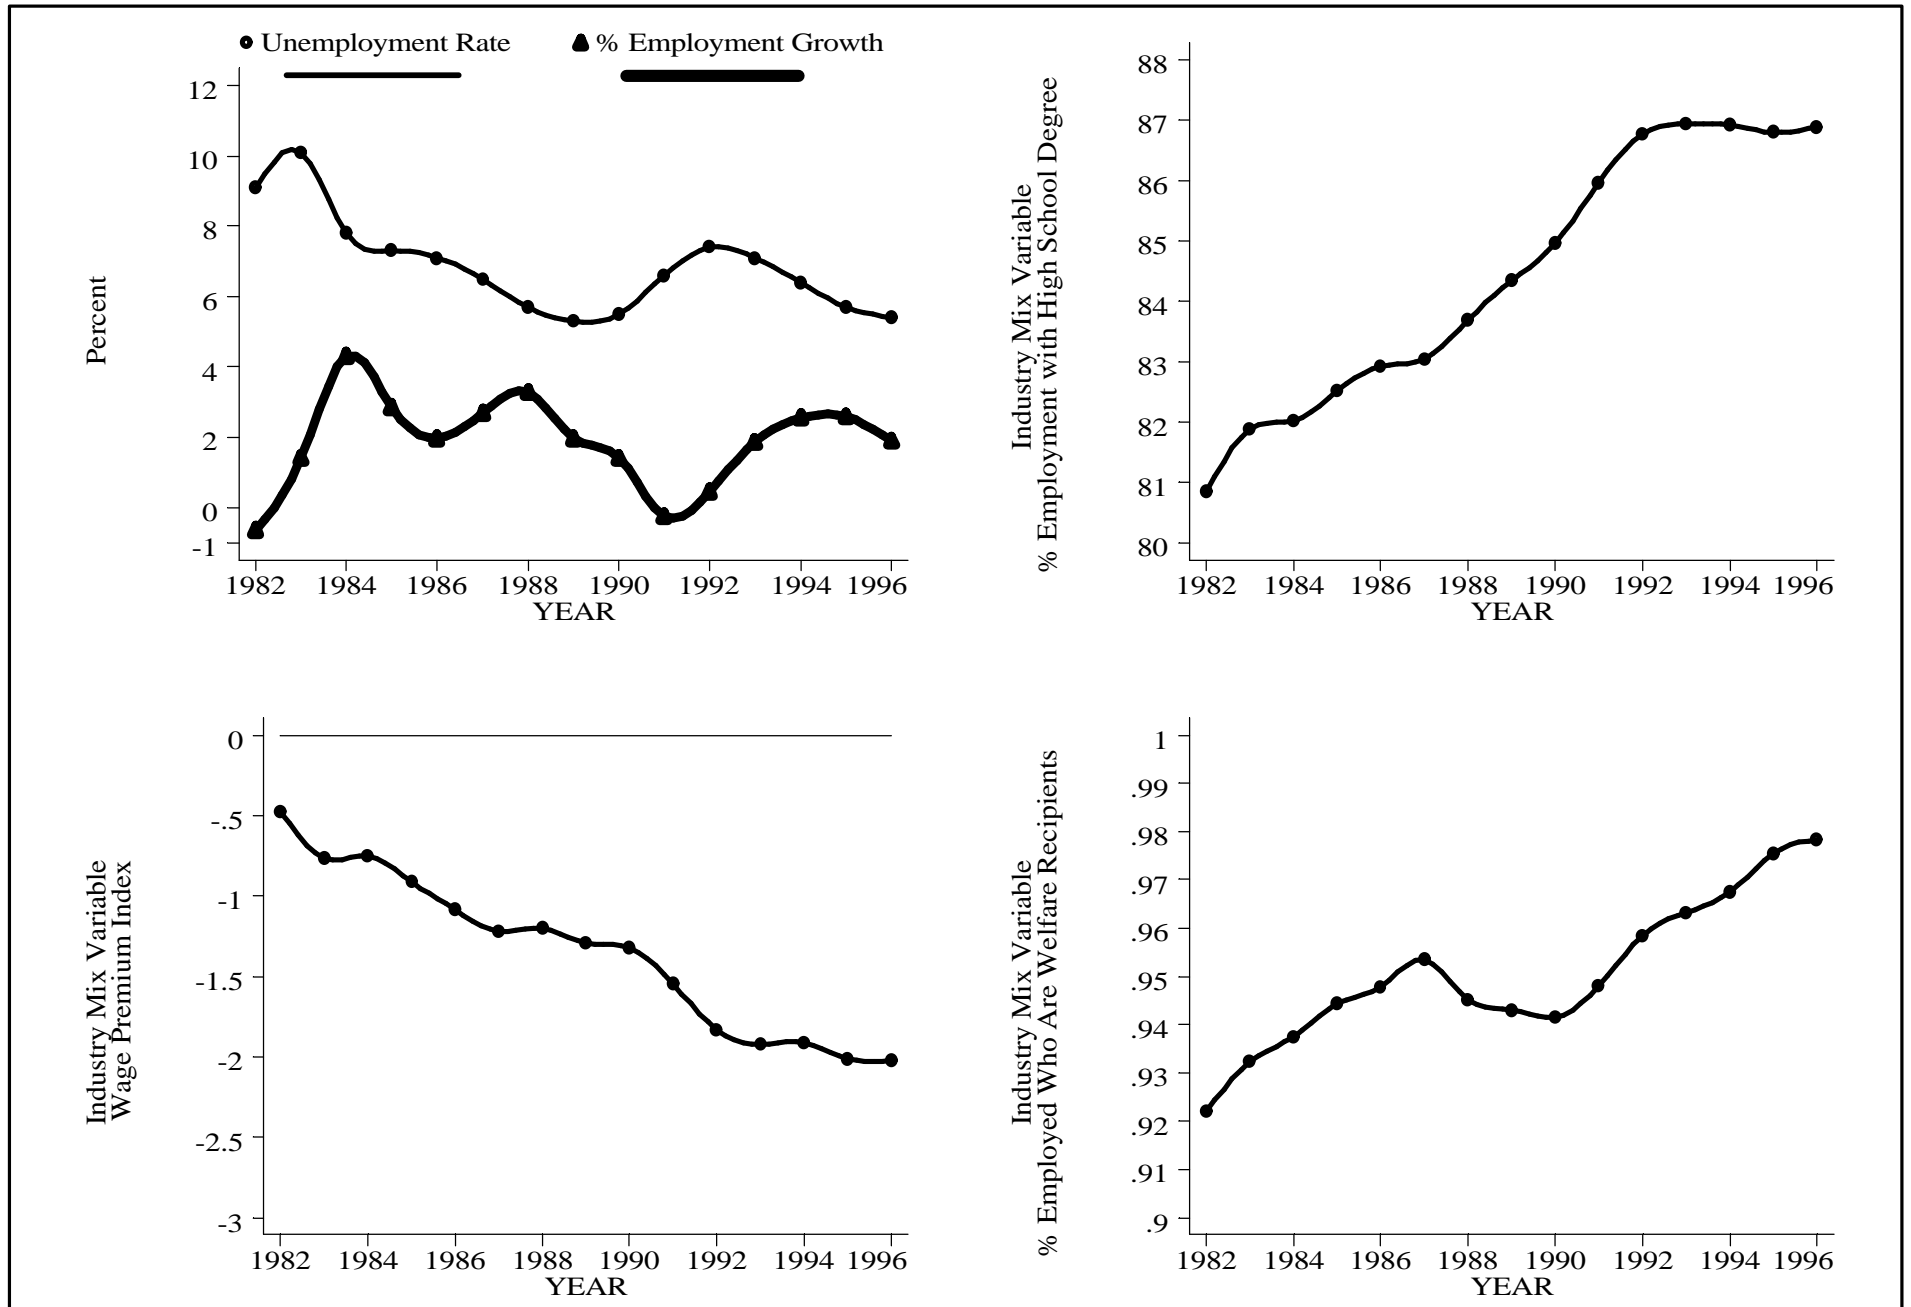 Unemployment Rate % Employment Growth
Percent
12
10
8
6
4
2
0
-1
1982 1984 1986 1988 1990 1992 1994 1996
YEAR
Industry Mix Variable
% Employment with High School Degree
88
87
86
85
84
83
82
81
80
1982 1984 1986 1988 1990 1992 1994 1996
YEAR
Industry Mix Variable
Wage Premium Index
0
-.5
-1
-1.5
-2
-2.5
-3
1982 1984 1986 1988 1990 1992 1994 1996
YEAR
Industry Mix Variable
% Employed Who Are Welfare Recipients
1
.99
.98
.97
.96
.95
.94
.93
.92
.91
.9
1982 1984 1986 1988 1990 1992 1994 1996
YEAR